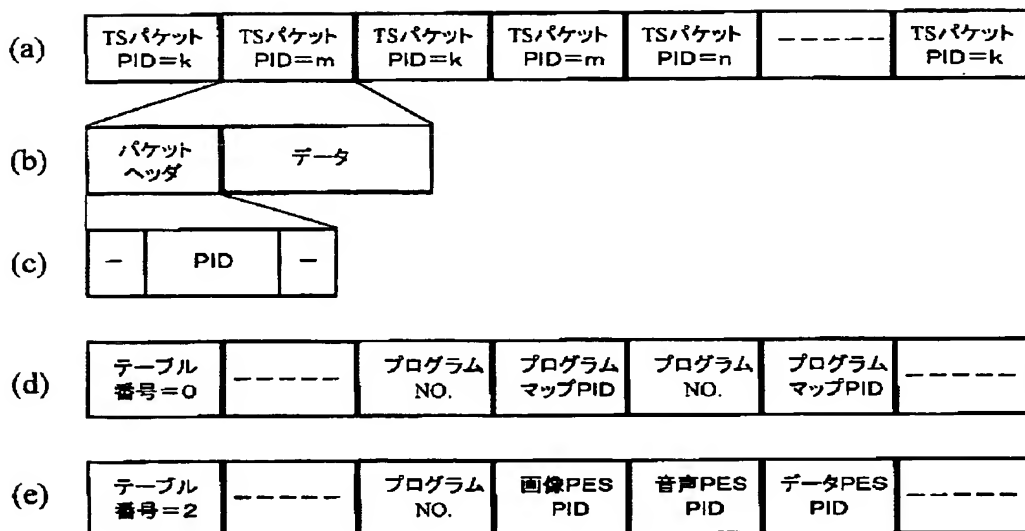 (a)
TSパケット
PID=k
TSパケット
PID=m
TSパケット
PID=k
TSパケット
PID=m
TSパケット
PID=n
-----
TSパケット
PID=k
(b)
パケット
ヘッダ
データ
(c)
-
PID
-
(d)
テーブル
番号=0
-----
プログラム
NO.
プログラム
マップPID
プログラム
NO.
プログラム
マップPID
-----
(e)
テーブル
番号=2
-----
プログラム
NO.
画像PES
PID
音声PES
PID
データPES
PID
-----